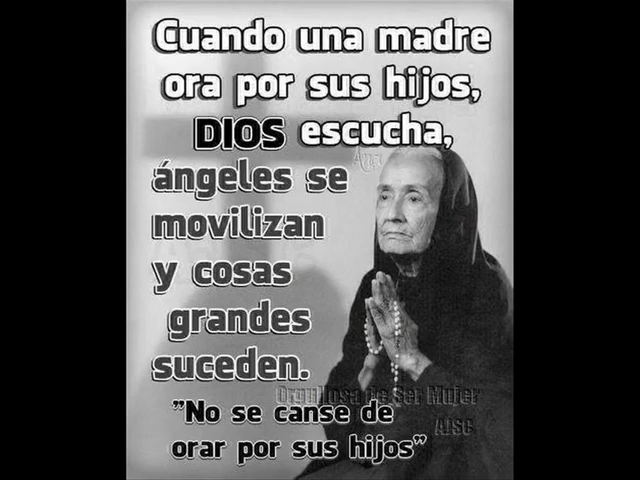 Cuando una madre
ora por sus hijos,
DIOS escucha,
ángeles se
movilizan
y cosas
grandes
suceden.
Orgullosa de Ser Mujer
"No se canse de
orar por sus hijos"